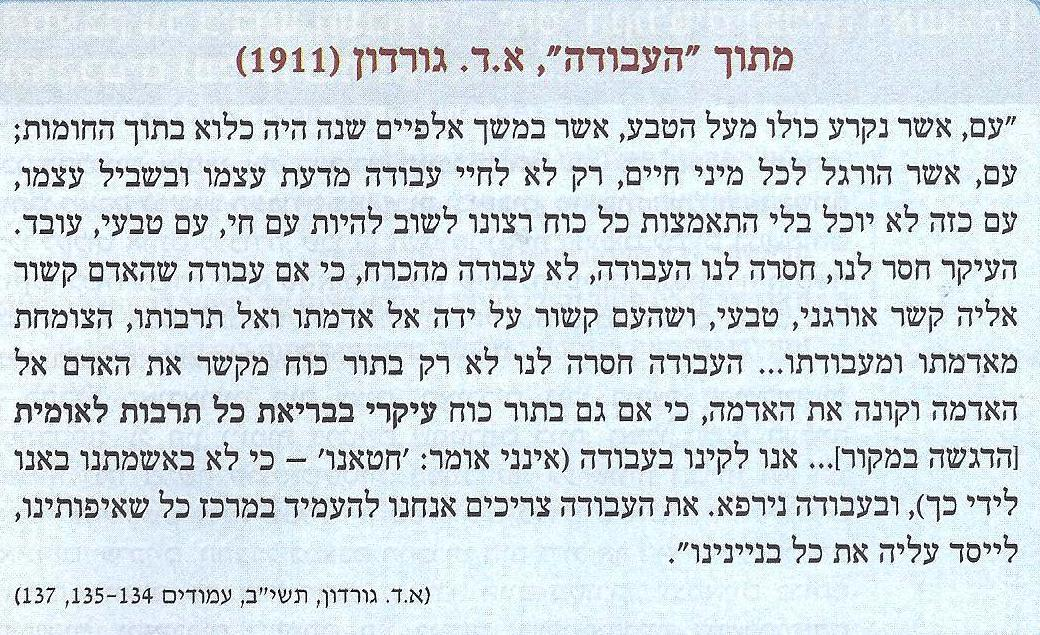 מתוך "העבודה", א.ד. גורדון (1911)
"עם, אשר נקרע כולו מעל הטבע, אשר במשך אלפיים שנה היה כלוא בתוך החומות;
עם, אשר הורגל לכל מיני חיים, רק לא לחיי עבודה מדעת עצמו ובשביל עצמו,
עם כזה לא יוכל בלי התאמצות כל כוח רצונו לשוב להיות עם חי, עם טבעי, עובד.
העיקר חסר לנו, חסרה לנו העבודה, לא עבודה מהכרח, כי אם עבודה שהאדם קשור
אליה קשר אורגני, טבעי, ושהעם קשור על ידה אל אדמתו ואל תרבותו, הצומחת
מאדמתו ומעבודתו... העבודה חסרה לנו לא רק בתור כוח מקשר את האדם אל
האדמה וקונה את האדמה, כי אם גם בתור כוח עיקרי בבריאת כל תרבות לאומית
[הדגשה במקור]... אנו לקינו בעבודה (אינני אומר: 'חטאנו' – כי לא באשמתנו באנו
לידי כך), ובעבודה נירפא. את העבודה צריכים אנחנו להעמיד במרכז כל שאיפותינו,
לייסד עליה את כל בניינינו".
(א.ד. גורדון, תשי"ב, עמודים 135-134, 137)